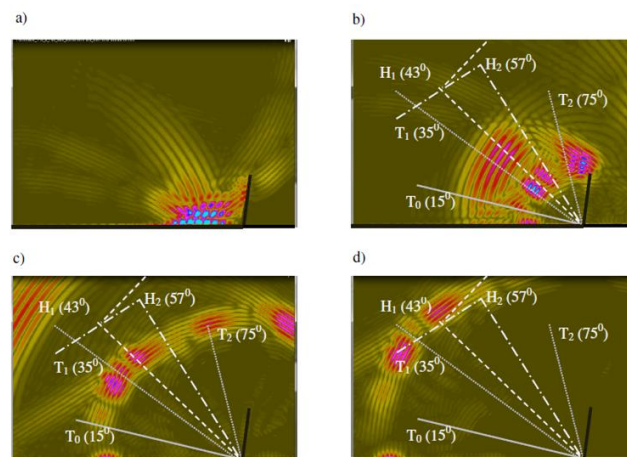 a)
b)
H1 (43⁰)
H2 (57⁰)
T2 (75⁰)
T1 (35⁰)
T0 (15⁰)
c)
d)
H1 (43⁰)
H2 (57⁰)
T2 (75⁰)
T1 (35⁰)
T0 (15⁰)
H1 (43⁰)
H2 (57⁰)
T2 (75⁰)
T1 (35⁰)
T0 (15⁰)